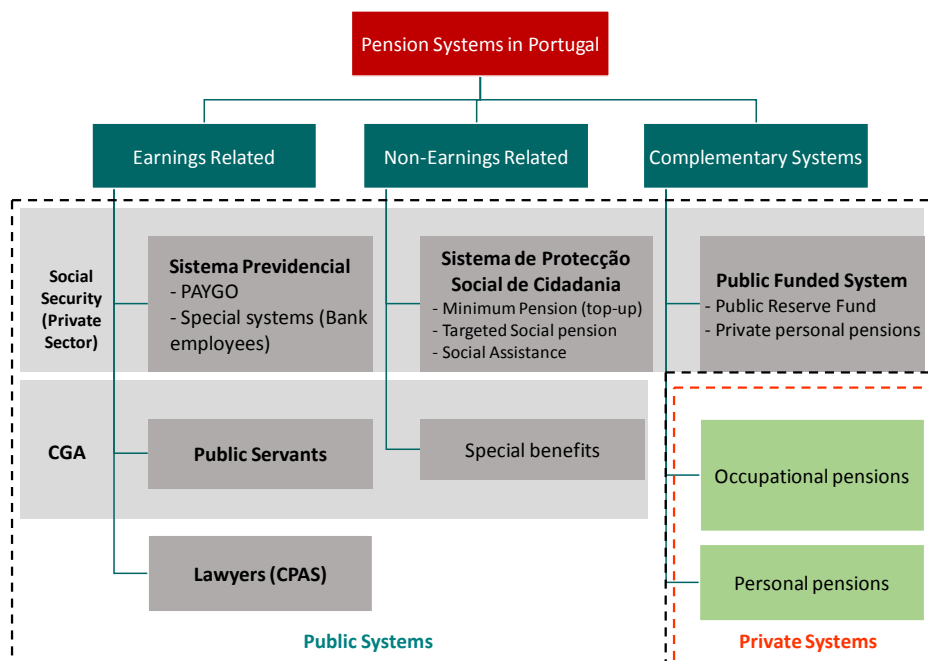 Pension Systems in Portugal
Earnings Related
Non-Earnings Related
Complementary Systems
Social
Security
(Private
Sector)
Sistema Previdencial
- PAYGO
- Special systems (Bank
employees)
Sistema de Protecção
Social de Cidadania
- Minimum Pension (top-up)
- Targeted Social pension
- Social Assistance
Public Funded System
- Public Reserve Fund
- Private personal pensions
CGA
Public Servants
Special benefits
Occupational pensions
Lawyers (CPAS)
Personal pensions
Public Systems
Private Systems